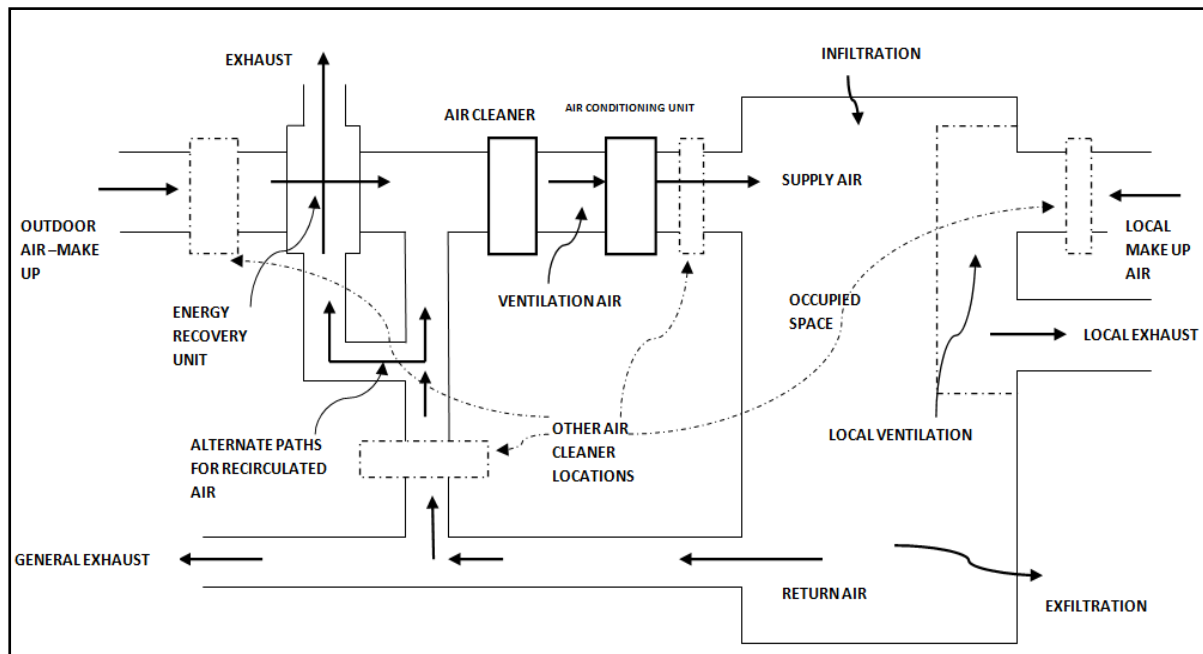 EXHAUST
INFILTRATION
AIR CLEANER
AIR CONDITIONING UNIT
SUPPLY AIR
OUTDOOR
AIR –MAKE
UP
LOCAL
MAKE UP
AIR
ENERGY
RECOVERY
UNIT
VENTILATION AIR
OCCUPIED
SPACE
LOCAL EXHAUST
ALTERNATE PATHS
FOR RECIRCULATED
AIR
OTHER AIR
CLEANER
LOCATIONS
LOCAL VENTILATION
GENERAL EXHAUST
RETURN AIR
EXFILTRATION